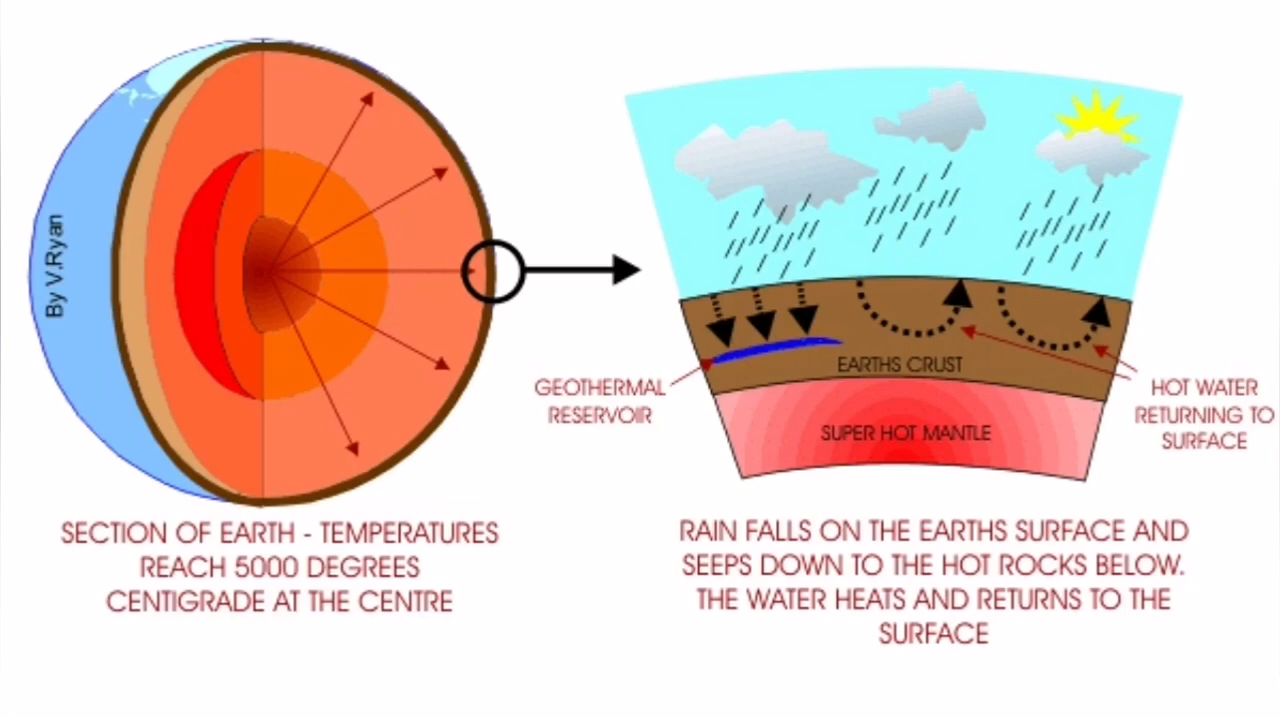 By V.Ryan
SECTION OF EARTH - TEMPERATURES
REACH 5000 DEGREES
CENTIGRADE AT THE CENTRE
GEOTHERMAL
RESERVOIR
EARTHS CRUST
SUPER HOT MANTLE
HOT WATER
RETURNING TO
SURFACE
RAIN FALLS ON THE EARTHS SURFACE AND
SEEPS DOWN TO THE HOT ROCKS BELOW.
THE WATER HEATS AND RETURNS TO THE
SURFACE